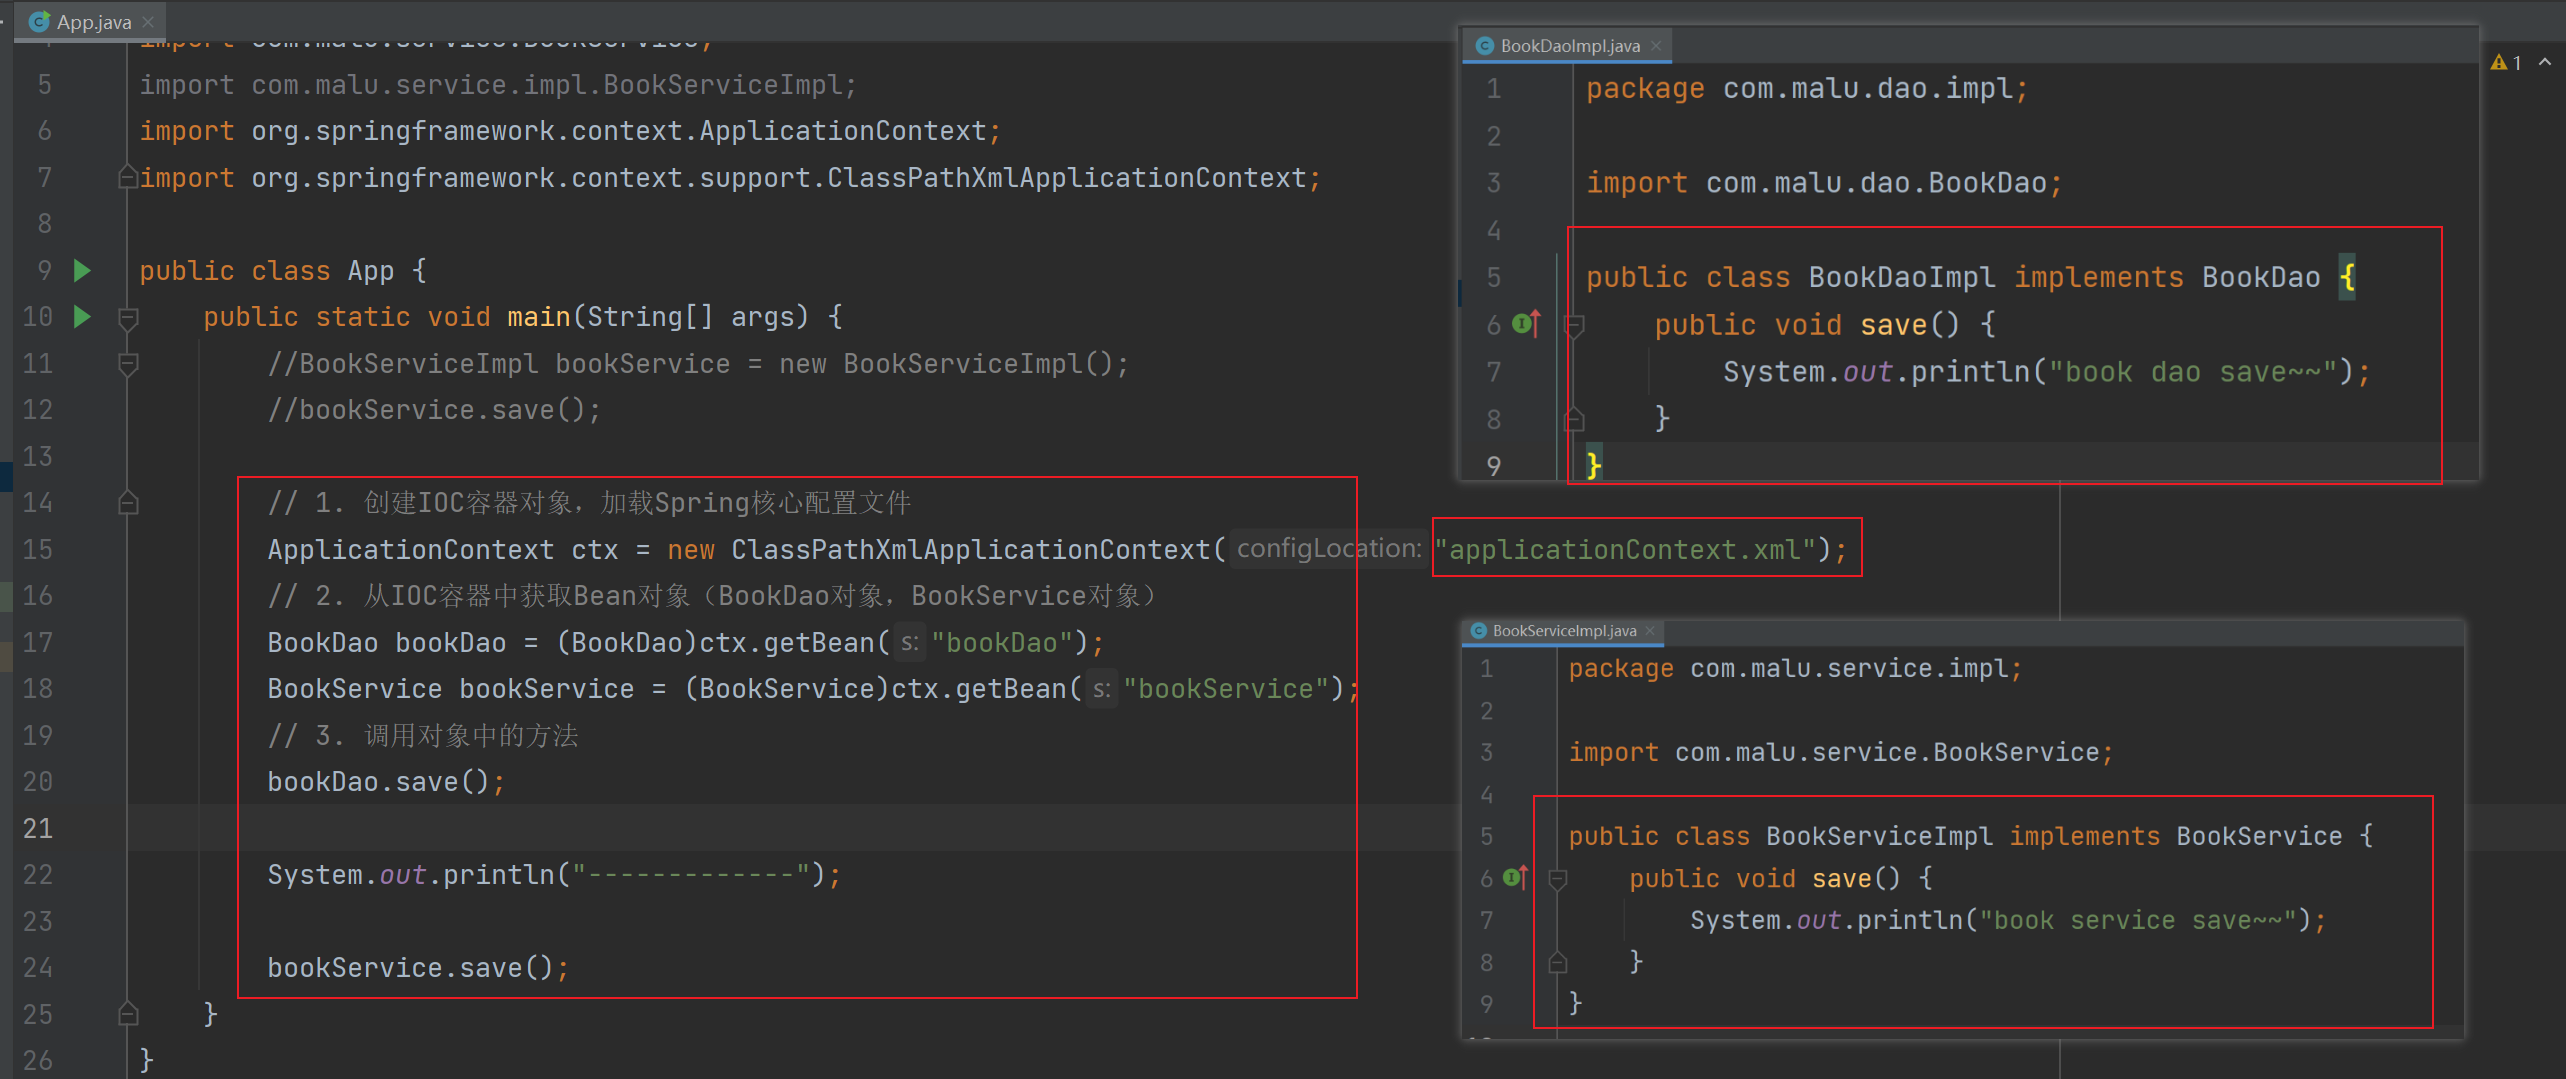 App.java
4 import com.malu.service.BookService;
5 import com.malu.service.impl.BookServiceImpl;
6 import org.springframework.context.ApplicationContext;
7 import org.springframework.context.support.ClassPathXmlApplicationContext;
8
9 public class App {
10 public static void main(String[] args) {
11 //BookServiceImpl bookService = new BookServiceImpl();
12 //bookService.save();
13
14 // 1. 创建IOC容器对象，加载Spring核心配置文件
15 ApplicationContext ctx = new ClassPathXmlApplicationContext( configLocation: "applicationContext.xml");
16 // 2. 从IOC容器中获取Bean对象（BookDao对象，BookService对象）
17 BookDao bookDao = (BookDao)ctx.getBean( s: "bookDao");
18 BookService bookService = (BookService)ctx.getBean( s: "bookService");
19 // 3. 调用对象中的方法
20 bookDao.save();
21
22 System.out.println("-------------");
23
24 bookService.save();
25 }
26 }
BookDaoImpl.java
1 package com.malu.dao.impl;
2
3 import com.malu.dao.BookDao;
4
5 public class BookDaoImpl implements BookDao {
6 public void save() {
7 System.out.println("book dao save~~");
8 }
9 }
1
BookServiceImpl.java
1 package com.malu.service.impl;
2
3 import com.malu.service.BookService;
4
5 public class BookServiceImpl implements BookService {
6 public void save() {
7 System.out.println("book service save~~");
8 }
9 }